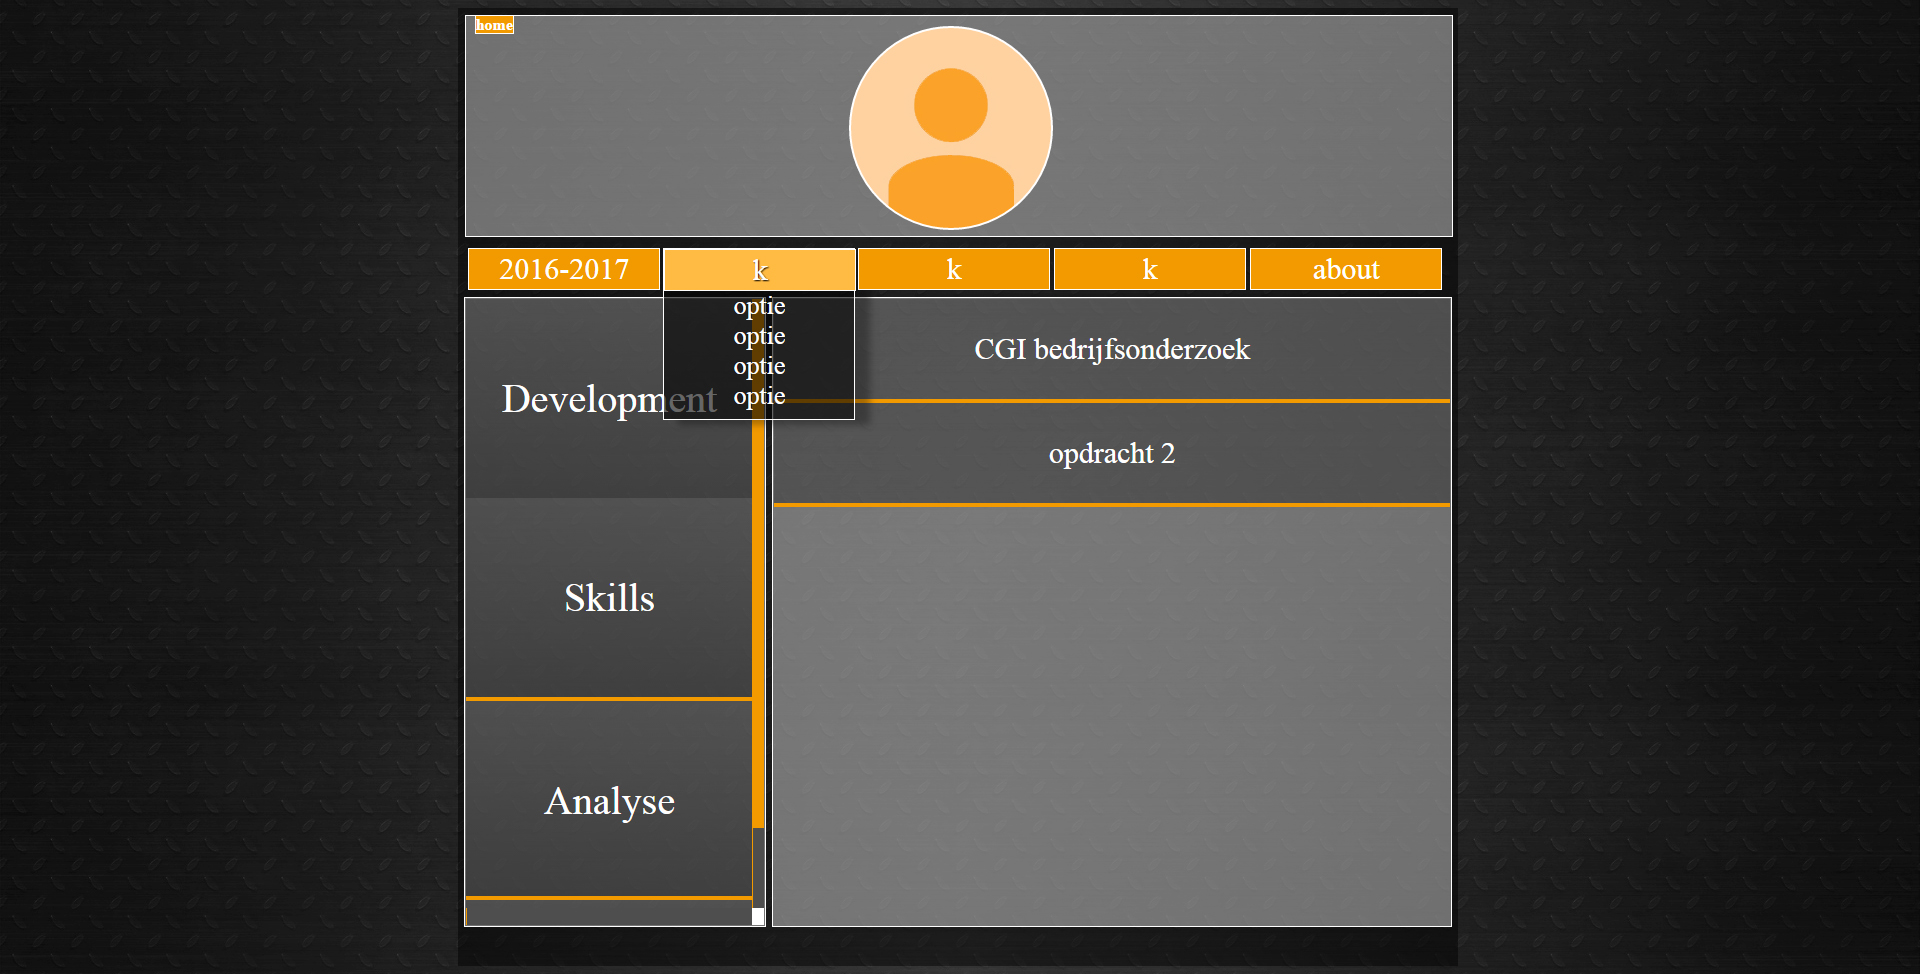 home
2016-2017
k
k
k
about
optie
optie
optie
optie
Development
Skills
Analyse
CGI bedrijfsonderzoek
opdracht 2